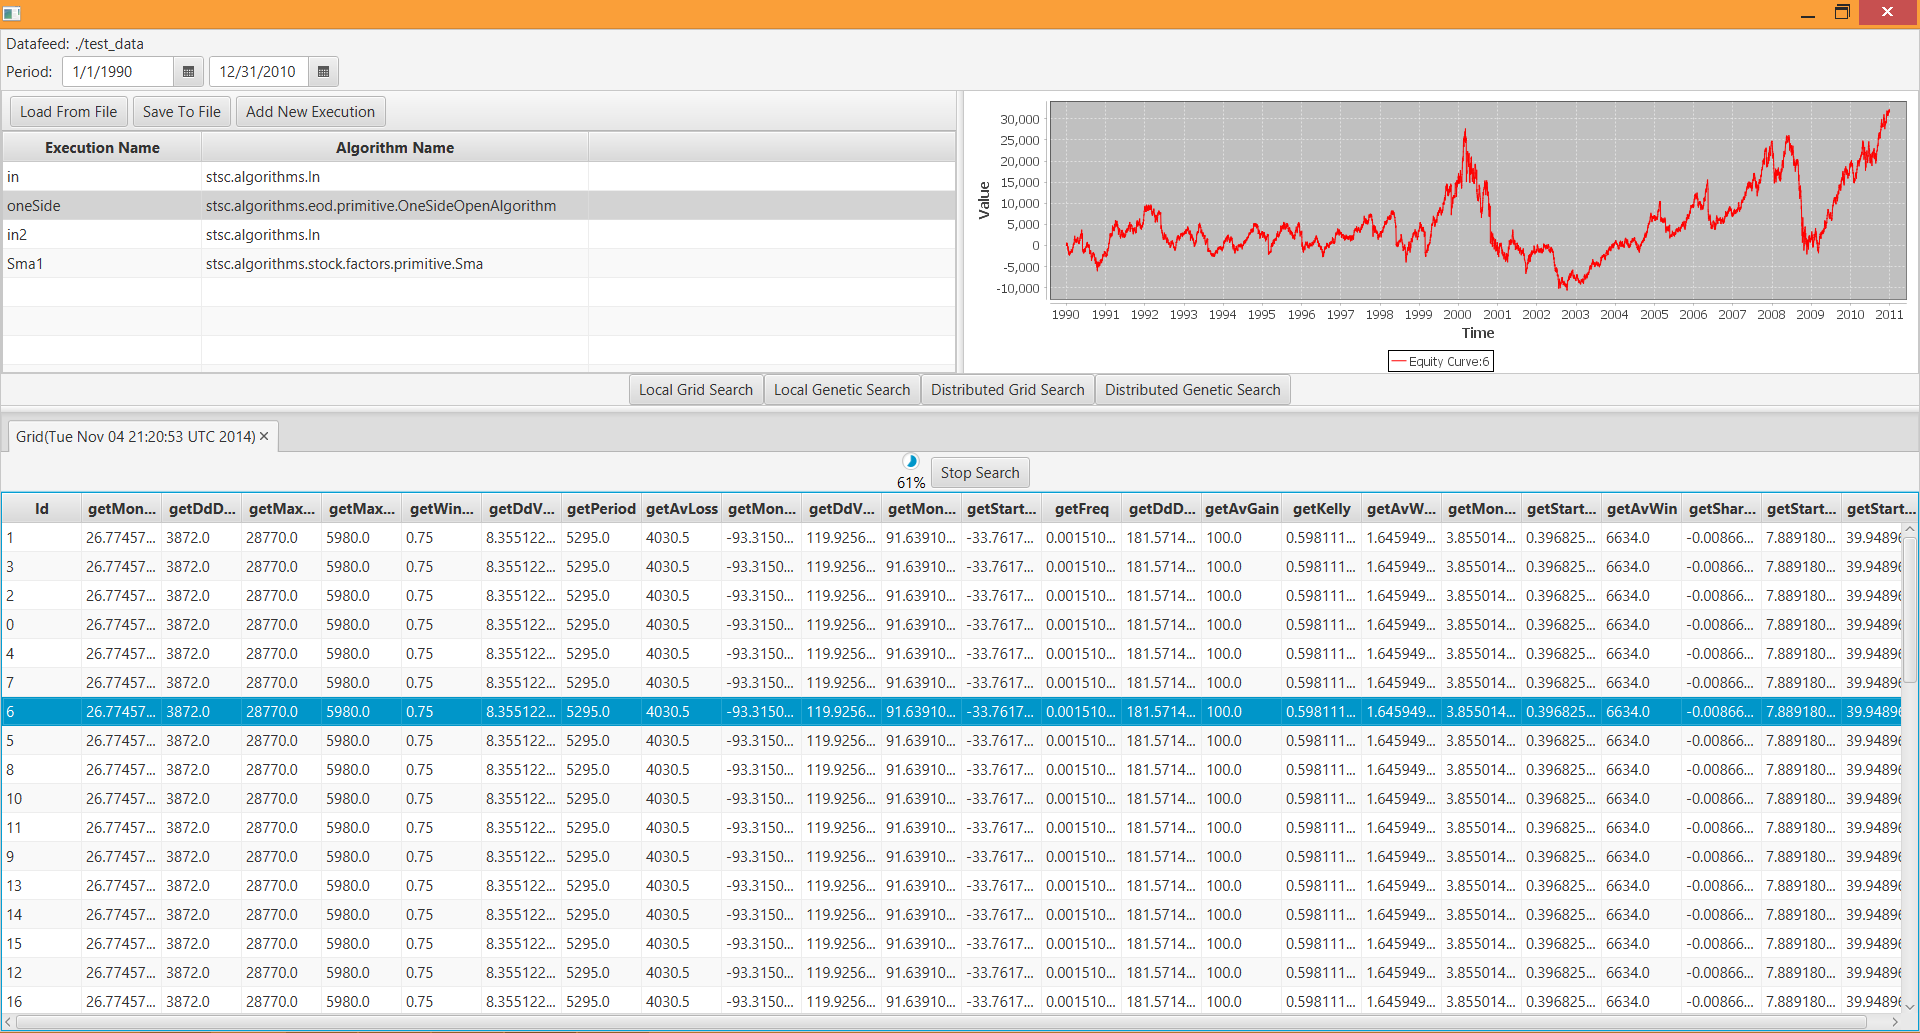 Datafeed: ./test_data
Period: 1/1/1990 12/31/2010
Load From File Save To File Add New Execution
Execution Name Algorithm Name
in stsc.algorithms.In
oneSide stsc.algorithms.eod.primitive.OneSideOpenAlgorithm
in2 stsc.algorithms.In
Sma1 stsc.algorithms.stock.factors.primitive.Sma
Value
30,000
25,000
20,000
15,000
10,000
5,000
0
-5,000
-10,000
1990 1991 1992 1993 1994 1995 1996 1997 1998 1999 2000 2001 2002 2003 2004 2005 2006 2007 2008 2009 2010 2011
Time
Equity Curve:6
Local Grid Search Local Genetic Search Distributed Grid Search Distributed Genetic Search
Grid(Tue Nov 04 21:20:53 UTC 2014)
61% Stop Search
Id getMon... getDdD... getMax... getMax... getWin... getDdV... getPeriod getAvLoss getMon... getDdV... getMon... getStart... getFreq getDdD... getAvGain getKelly getAvW... getMon... getStart... getAvWin getShar... getStart... getStart...
1 26.77457... 3872.0 28770.0 5980.0 0.75 8.355122... 5295.0 4030.5 -93.3150... 119.9256... 91.63910... -33.7617... 0.001510... 181.5714... 100.0 0.598111... 1.645949... 3.855014... 0.396825... 6634.0 -0.00866... 7.889180... 39.94896
3 26.77457... 3872.0 28770.0 5980.0 0.75 8.355122... 5295.0 4030.5 -93.3150... 119.9256... 91.63910... -33.7617... 0.001510... 181.5714... 100.0 0.598111... 1.645949... 3.855014... 0.396825... 6634.0 -0.00866... 7.889180... 39.94896
2 26.77457... 3872.0 28770.0 5980.0 0.75 8.355122... 5295.0 4030.5 -93.3150... 119.9256... 91.63910... -33.7617... 0.001510... 181.5714... 100.0 0.598111... 1.645949... 3.855014... 0.396825... 6634.0 -0.00866... 7.889180... 39.94896
0 26.77457... 3872.0 28770.0 5980.0 0.75 8.355122... 5295.0 4030.5 -93.3150... 119.9256... 91.63910... -33.7617... 0.001510... 181.5714... 100.0 0.598111... 1.645949... 3.855014... 0.396825... 6634.0 -0.00866... 7.889180... 39.94896
4 26.77457... 3872.0 28770.0 5980.0 0.75 8.355122... 5295.0 4030.5 -93.3150... 119.9256... 91.63910... -33.7617... 0.001510... 181.5714... 100.0 0.598111... 1.645949... 3.855014... 0.396825... 6634.0 -0.00866... 7.889180... 39.94896
7 26.77457... 3872.0 28770.0 5980.0 0.75 8.355122... 5295.0 4030.5 -93.3150... 119.9256... 91.63910... -33.7617... 0.001510... 181.5714... 100.0 0.598111... 1.645949... 3.855014... 0.396825... 6634.0 -0.00866... 7.889180... 39.94896
6 26.77457... 3872.0 28770.0 5980.0 0.75 8.355122... 5295.0 4030.5 -93.3150... 119.9256... 91.63910... -33.7617... 0.001510... 181.5714... 100.0 0.598111... 1.645949... 3.855014... 0.396825... 6634.0 -0.00866... 7.889180... 39.94896
5 26.77457... 3872.0 28770.0 5980.0 0.75 8.355122... 5295.0 4030.5 -93.3150... 119.9256... 91.63910... -33.7617... 0.001510... 181.5714... 100.0 0.598111... 1.645949... 3.855014... 0.396825... 6634.0 -0.00866... 7.889180... 39.94896
8 26.77457... 3872.0 28770.0 5980.0 0.75 8.355122... 5295.0 4030.5 -93.3150... 119.9256... 91.63910... -33.7617... 0.001510... 181.5714... 100.0 0.598111... 1.645949... 3.855014... 0.396825... 6634.0 -0.00866... 7.889180... 39.94896
10 26.77457... 3872.0 28770.0 5980.0 0.75 8.355122... 5295.0 4030.5 -93.3150... 119.9256... 91.63910... -33.7617... 0.001510... 181.5714... 100.0 0.598111... 1.645949... 3.855014... 0.396825... 6634.0 -0.00866... 7.889180... 39.94896
11 26.77457... 3872.0 28770.0 5980.0 0.75 8.355122... 5295.0 4030.5 -93.3150... 119.9256... 91.63910... -33.7617... 0.001510... 181.5714... 100.0 0.598111... 1.645949... 3.855014... 0.396825... 6634.0 -0.00866... 7.889180... 39.94896
9 26.77457... 3872.0 28770.0 5980.0 0.75 8.355122... 5295.0 4030.5 -93.3150... 119.9256... 91.63910... -33.7617... 0.001510... 181.5714... 100.0 0.598111... 1.645949... 3.855014... 0.396825... 6634.0 -0.00866... 7.889180... 39.94896
13 26.77457... 3872.0 28770.0 5980.0 0.75 8.355122... 5295.0 4030.5 -93.3150... 119.9256... 91.63910... -33.7617... 0.001510... 181.5714... 100.0 0.598111... 1.645949... 3.855014... 0.396825... 6634.0 -0.00866... 7.889180... 39.94896
14 26.77457... 3872.0 28770.0 5980.0 0.75 8.355122... 5295.0 4030.5 -93.3150... 119.9256... 91.63910... -33.7617... 0.001510... 181.5714... 100.0 0.598111... 1.645949... 3.855014... 0.396825... 6634.0 -0.00866... 7.889180... 39.94896
15 26.77457... 3872.0 28770.0 5980.0 0.75 8.355122... 5295.0 4030.5 -93.3150... 119.9256... 91.63910... -33.7617... 0.001510... 181.5714... 100.0 0.598111... 1.645949... 3.855014... 0.396825... 6634.0 -0.00866... 7.889180... 39.94896
12 26.77457... 3872.0 28770.0 5980.0 0.75 8.355122... 5295.0 4030.5 -93.3150... 119.9256... 91.63910... -33.7617... 0.001510... 181.5714... 100.0 0.598111... 1.645949... 3.855014... 0.396825... 6634.0 -0.00866... 7.889180... 39.94896
16 26.77457... 3872.0 28770.0 5980.0 0.75 8.355122... 5295.0 4030.5 -93.3150... 119.9256... 91.63910... -33.7617... 0.001510... 181.5714... 100.0 0.598111... 1.645949... 3.855014... 0.396825... 6634.0 -0.00866... 7.889180... 39.94896